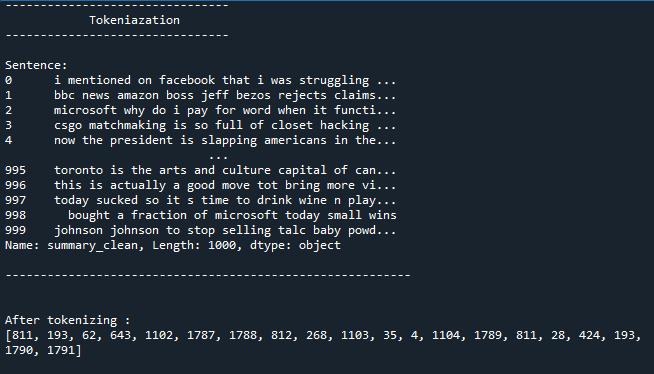 --------------------------------
Tokeniazation
--------------------------------
Sentence:
0 i mentioned on facebook that i was struggling ...
1 bbc news amazon boss jeff bezos rejects claims...
2 microsoft why do i pay for word when it functi...
3 csgo matchmaking is so full of closet hacking ...
4 now the president is slapping americans in the...
...
995 toronto is the arts and culture capital of can...
996 this is actually a good move tot bring more vi...
997 today sucked so it s time to drink wine n play...
998 bought a fraction of microsoft today small wins
999 johnson johnson to stop selling talc baby powd...
Name: summary_clean, Length: 1000, dtype: object
----------------------------------------------------------
After tokenizing :
[811, 193, 62, 643, 1102, 1787, 1788, 812, 268, 1103, 35, 4, 1104, 1789, 811, 28, 424, 193,
1790, 1791]